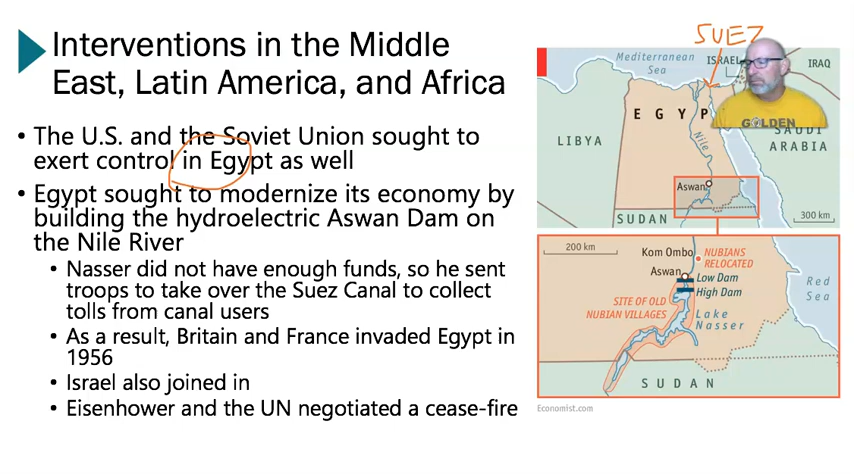 Interventions in the Middle
East, Latin America, and Africa
• The U.S. and the Soviet Union sought to
exert control in Egypt as well
• Egypt sought to modernize its economy by
building the hydroelectric Aswan Dam on
the Nile River
• Nasser did not have enough funds, so he sent
troops to take over the Suez Canal to collect
tolls from canal users
• As a result, Britain and France invaded Egypt in
1956
• Israel also joined in
• Eisenhower and the UN negotiated a cease-fire
SUEZ
Mediterranean
Sea
ISRAEL
IRAQ
EGYP
LIBYA
Nile
SAUDI
ARABIA
GOLDEN
Aswan
SUDAN
300 km
200 km
Kom Ombo
NUBIANS
RELOCATED
Aswan
Low Dam
High Dam
SITE OF OLD
NUBIAN VILLAGES
Lake
Nasser
Red
Sea
SUDAN
Economist.com